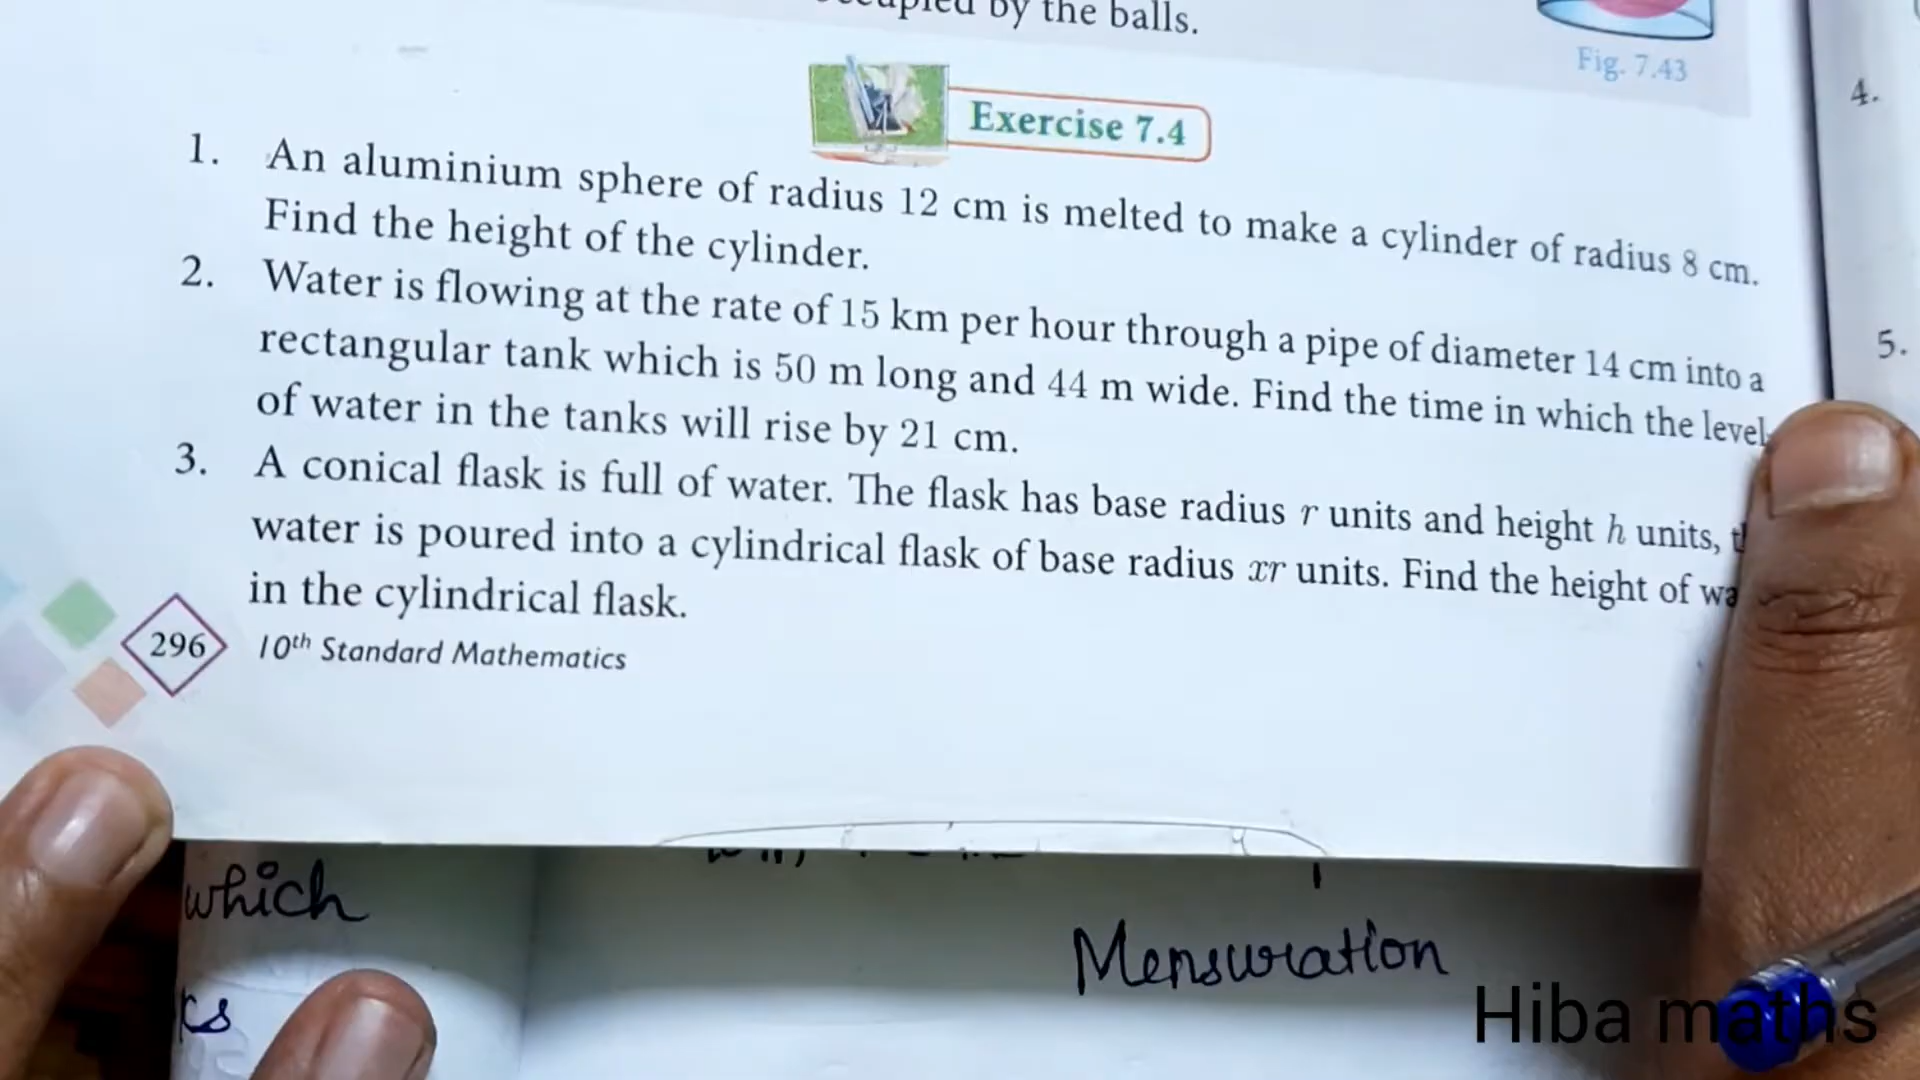 by the balls.
Fig. 7.43
Exercise 7.4
1. An aluminium sphere of radius 12 cm is melted to make a cylinder of radius 8 cm.
Find the height of the cylinder.
2. Water is flowing at the rate of 15 km per hour through a pipe of diameter 14 cm into a
rectangular tank which is 50 m long and 44 m wide. Find the time in which the level
of water in the tanks will rise by 21 cm.
3. A conical flask is full of water. The flask has base radius r units and height h units,
water is poured into a cylindrical flask of base radius xr units. Find the height of
in the cylindrical flask.
296 10th Standard Mathematics
4.
5.
which
Mensuration
Hiba maths